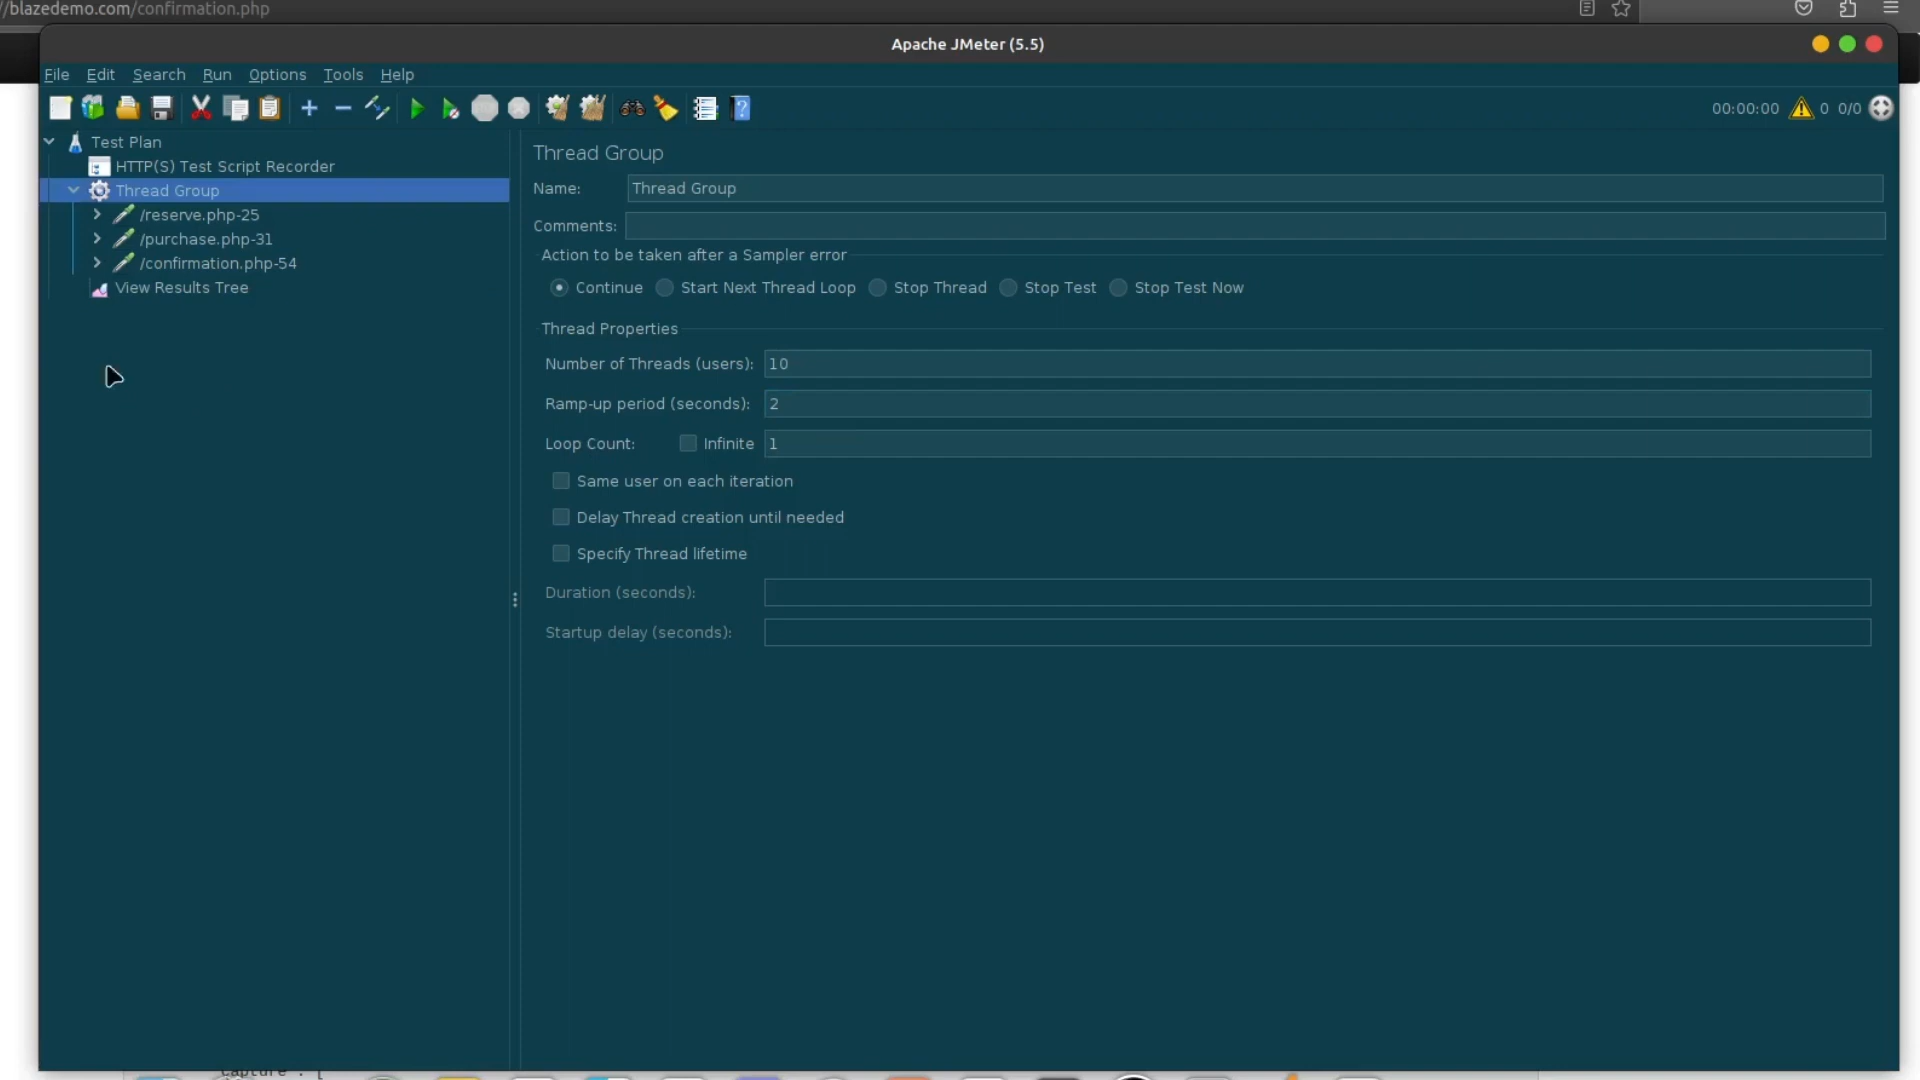 //blazedemo.com/confirmation.php
Apache JMeter (5.5)
File Edit Search Run Options Tools Help
00:00:00 0 0/0
Test Plan
HTTP(S) Test Script Recorder
Thread Group
/reserve.php-25
/purchase.php-31
/confirmation.php-54
View Results Tree
Thread Group
Name: Thread Group
Comments:
Action to be taken after a Sampler error
Continue Start Next Thread Loop Stop Thread Stop Test Stop Test Now
Thread Properties
Number of Threads (users): 10
Ramp-up period (seconds): 2
Loop Count: Infinite 1
Same user on each iteration
Delay Thread creation until needed
Specify Thread lifetime
Duration (seconds):
Startup delay (seconds):